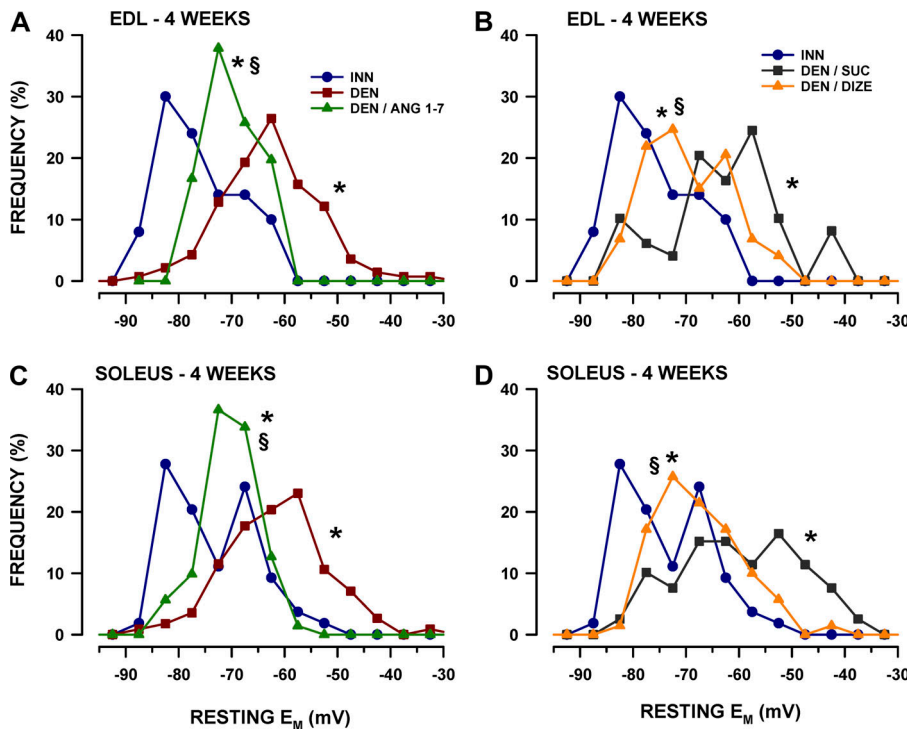 A
EDL - 4 WEEKS
FREQUENCY (%)
40
30
20
10
0
* §
*
INN
DEN
DEN / ANG 1-7
-90 -80 -70 -60 -50 -40 -30
B
EDL - 4 WEEKS
40
30
20
10
0
* §
*
INN
DEN / SUC
DEN / DIZE
-90 -80 -70 -60 -50 -40 -30
C
SOLEUS - 4 WEEKS
FREQUENCY (%)
40
30
20
10
0
*
§
*
-90 -80 -70 -60 -50 -40 -30
RESTING E_M (mV)
D
SOLEUS - 4 WEEKS
40
30
20
10
0
§ *
*
-90 -80 -70 -60 -50 -40 -30
RESTING E_M (mV)